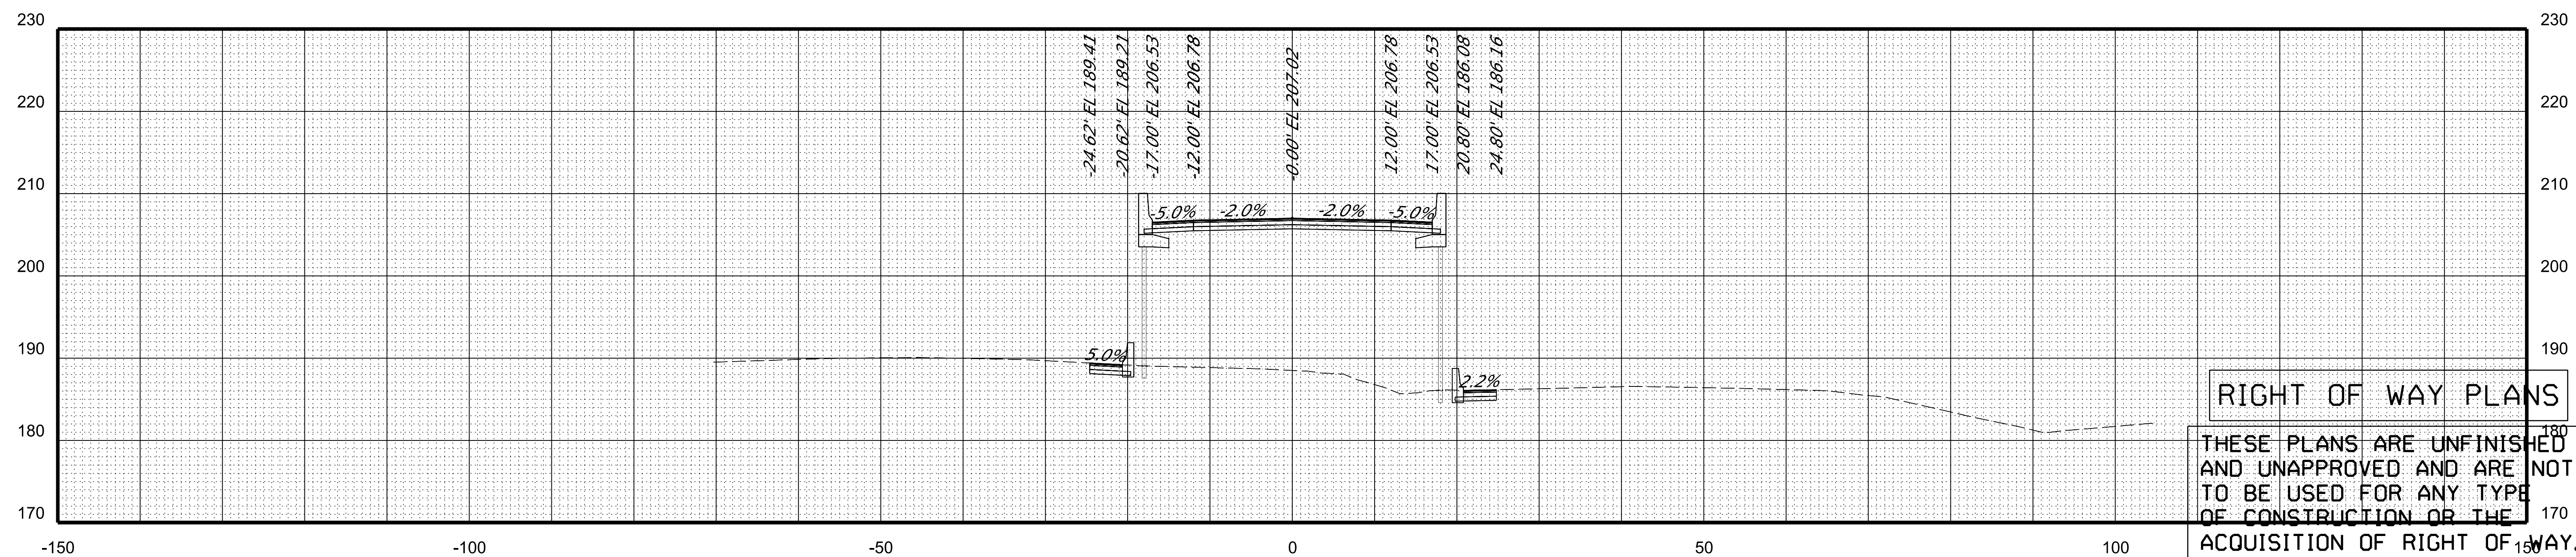 230
230
-24.62' EL 189.41
-20.62' EL 189.21
-17.00' EL 206.53
-12.00' EL 206.78
-0.00' EL 207.02
12.00' EL 206.78
17.00' EL 206.53
20.80' EL 186.08
24.80' EL 186.16
220
220
210
210
-5.0%
-2.0%
-2.0%
-5.0%
200
200
190
190
5.0%
2.2%
RIGHT OF WAY PLANS
180
180
THESE PLANS ARE UNFINISHED
AND UNAPPROVED AND ARE NOT
TO BE USED FOR ANY TYPE
OF CONSTRUCTION OR THE
ACQUISITION OF RIGHT OF WAY.
170
170
-150
-100
-50
0
50
100
150